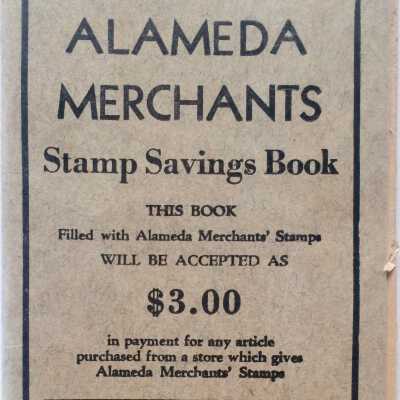 ALAMEDA
MERCHANTS
Stamp Savings Book
THIS BOOK
Filled with Alameda Merchants' Stamps
WILL BE ACCEPTED AS
$3.00
in payment for any article
purchased from a store which gives
Alameda Merchants' Stamps